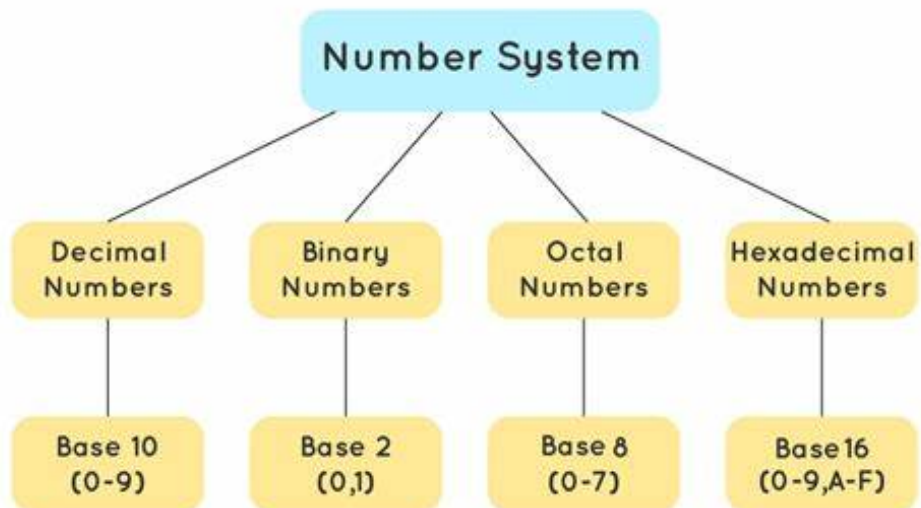 Number System
Decimal
Numbers
Binary
Numbers
Octal
Numbers
Hexadecimal
Numbers
Base 10
(0-9)
Base 2
(0,1)
Base 8
(0-7)
Base 16
(0-9,A-F)